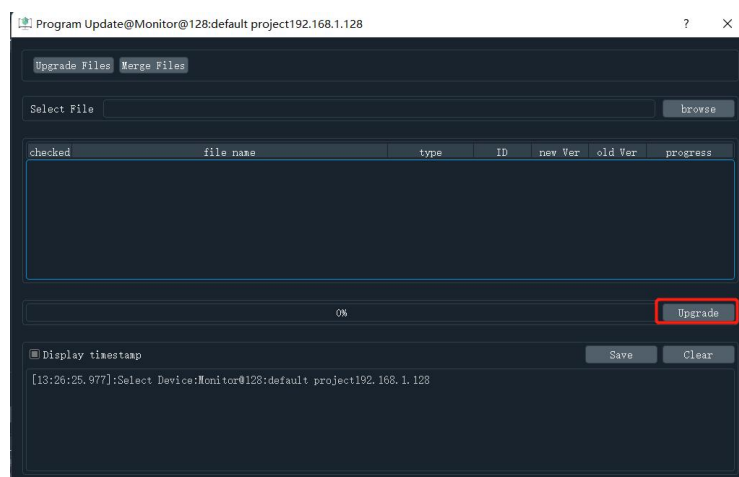 Program Update@Monitor@128:default project192.168.1.128 ? ×
Upgrade Files Merge Files
Select File browse
checked file name type ID new Ver old Ver progress
0% Upgrade
Display timestamp Save Clear
[13:26:25.977]:Select Device:Monitor@128:default project192.168.1.128